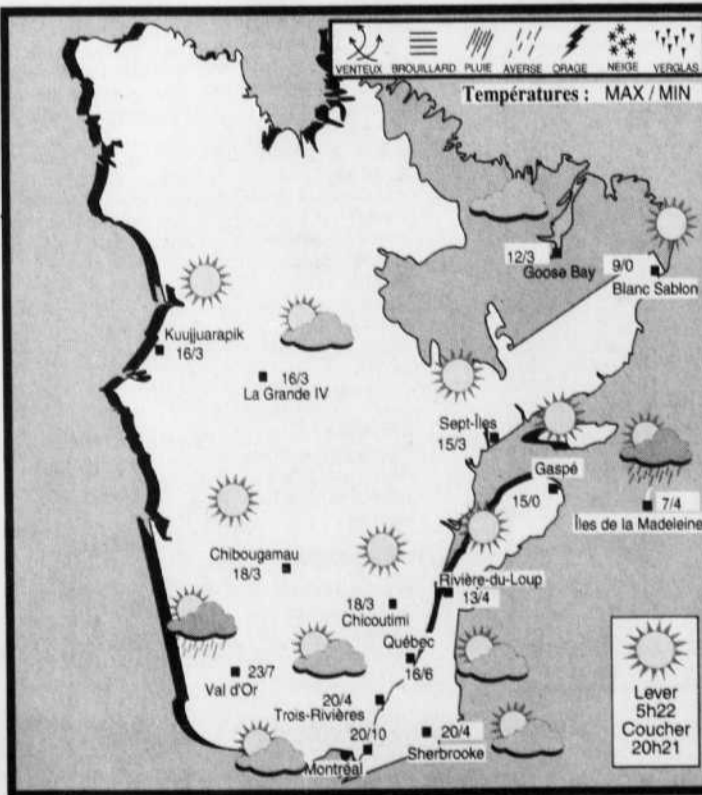 VENTEUX BROUILLARD PLUIE AVERSE ORAGE NEIGE VERGLAS
Températures : MAX / MIN
12/3
Goose Bay
9/0
Blanc Sablon
Kuujjuarapik
16/3
16/3
La Grande IV
Sept-Îles
15/3
Gaspé
15/0
7/4
Îles de la Madeleine
Chibougamau
18/3
Rivière-du-Loup
13/4
18/3
Chicoutimi
Québec
16/6
23/7
Val d'Or
20/4
Trois-Rivières
20/10
Montréal
20/4
Sherbrooke
Lever
5h22
Coucher
20h21